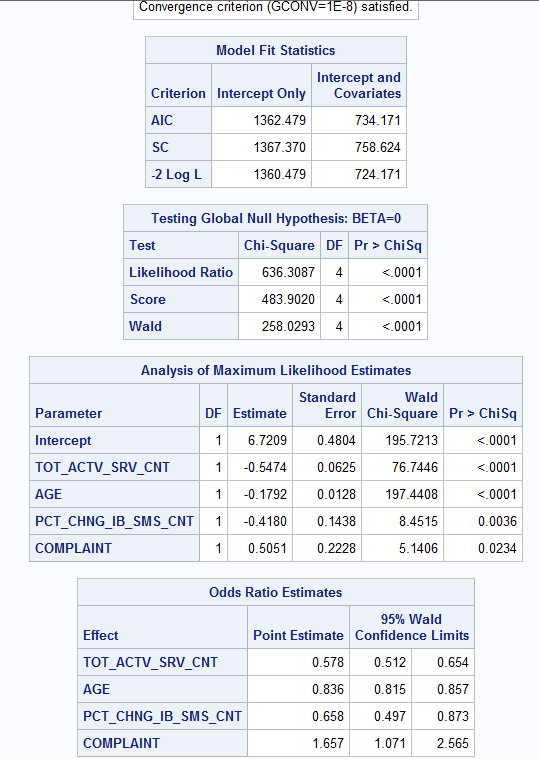 Convergence criterion (GCONV=1E-8) satisfied.
Model Fit Statistics
Criterion Intercept Only Intercept and Covariates
AIC 1362.479 734.171
SC 1367.370 758.624
-2 Log L 1360.479 724.171
Testing Global Null Hypothesis: BETA=0
Test Chi-Square DF Pr > ChiSq
Likelihood Ratio 636.3087 4 <.0001
Score 483.9020 4 <.0001
Wald 258.0293 4 <.0001
Analysis of Maximum Likelihood Estimates
Parameter DF Estimate Standard Error Wald Chi-Square Pr > ChiSq
Intercept 1 6.7209 0.4804 195.7213 <.0001
TOT_ACTV_SRV_CNT 1 -0.5474 0.0625 76.7446 <.0001
AGE 1 -0.1792 0.0128 197.4408 <.0001
PCT_CHNG_IB_SMS_CNT 1 -0.4180 0.1438 8.4515 0.0036
COMPLAINT 1 0.5051 0.2228 5.1406 0.0234
Odds Ratio Estimates
Effect Point Estimate 95% Wald Confidence Limits
TOT_ACTV_SRV_CNT 0.578 0.512 0.654
AGE 0.836 0.815 0.857
PCT_CHNG_IB_SMS_CNT 0.658 0.497 0.873
COMPLAINT 1.657 1.071 2.565